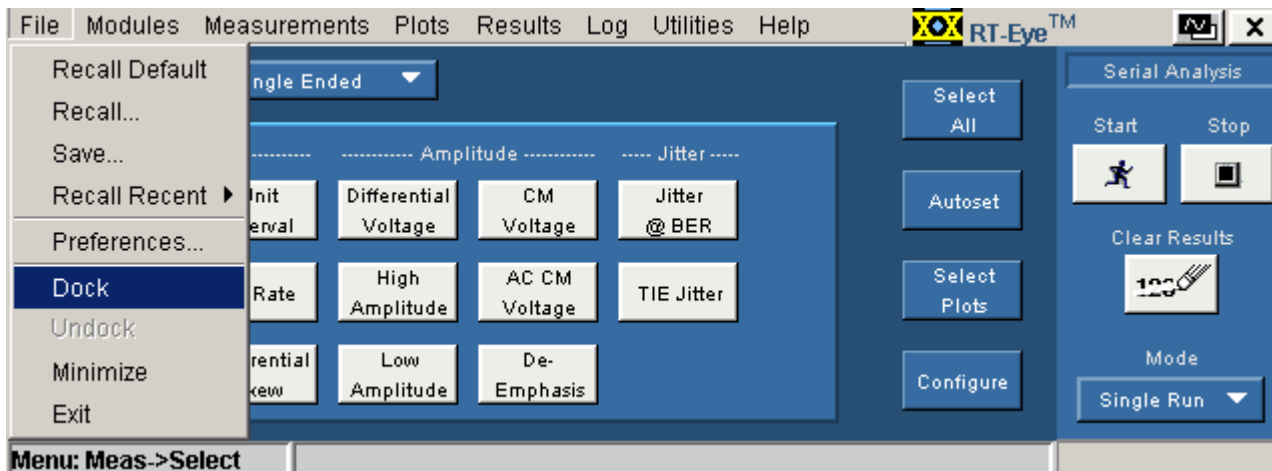 File Modules Measurements Plots Results Log Utilities Help RT-Eye™
Recall Default
Recall...
Save...
Recall Recent
Preferences...
Dock
Undock
Minimize
Exit
ngle Ended
Amplitude
Jitter
nit
erval
Differential
Voltage
CM
Voltage
Jitter
@ BER
Rate
High
Amplitude
AC CM
Voltage
TIE Jitter
rential
kew
Low
Amplitude
De-
Emphasis
Select
All
Autoset
Select
Plots
Configure
Serial Analysis
Start Stop
Clear Results
123
Mode
Single Run
Menu: Meas->Select